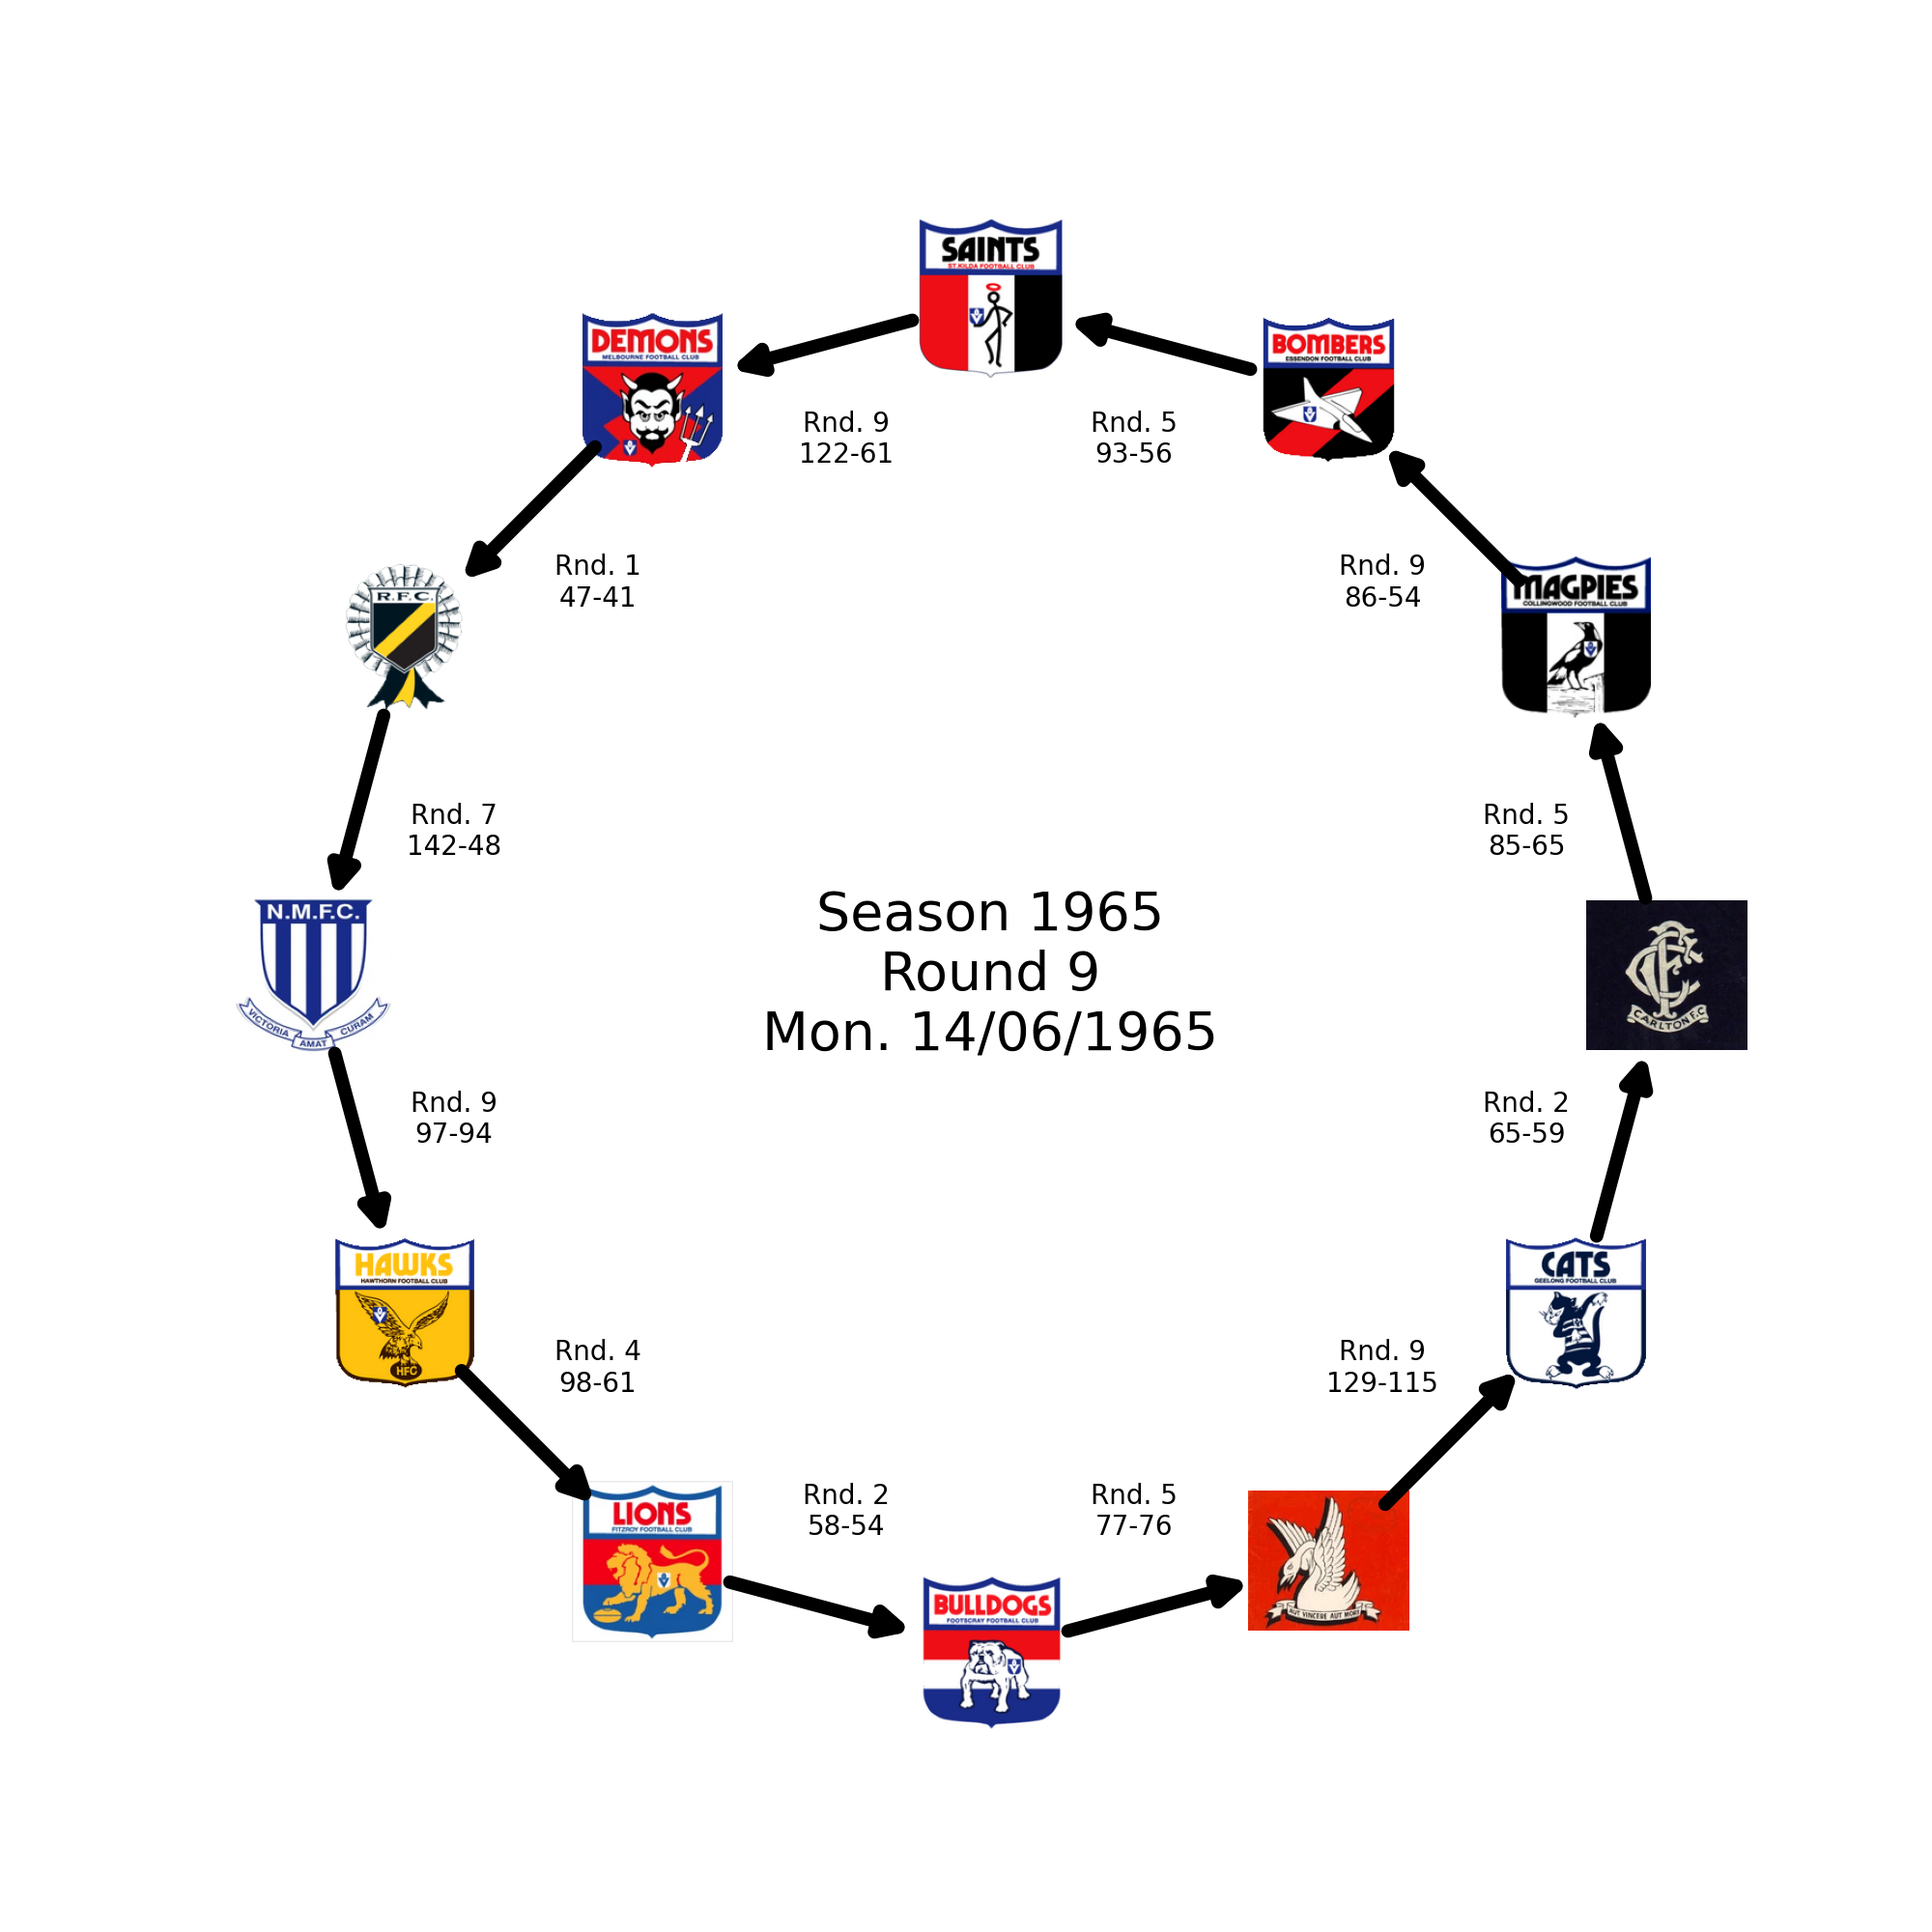 SAINTS
ST.KILDA FOOTBALL CLUB
DEMONS
MELBOURNE FOOTBALL CLUB
BOMBERS
ESSENDON FOOTBALL CLUB
Rnd. 9
122-61
Rnd. 5
93-56
R.F.C.
Rnd. 1
47-41
Rnd. 9
86-54
MAGPIES
COLLINGWOOD FOOTBALL CLUB
Rnd. 7
142-48
Rnd. 5
85-65
N.M.F.C.
VICTORIA AMAT CURAM
Season 1965
Round 9
Mon. 14/06/1965
CFC
CARLTON F.C
Rnd. 9
97-94
Rnd. 2
65-59
HAWKS
HAWTHORN FOOTBALL CLUB
HFC
CATS
GEELONG FOOTBALL CLUB
Rnd. 4
98-61
Rnd. 9
129-115
LIONS
FITZROY FOOTBALL CLUB
Rnd. 2
58-54
Rnd. 5
77-76
AUT VINCERE AUT MORI
BULLDOGS
FOOTSCRAY FOOTBALL CLUB